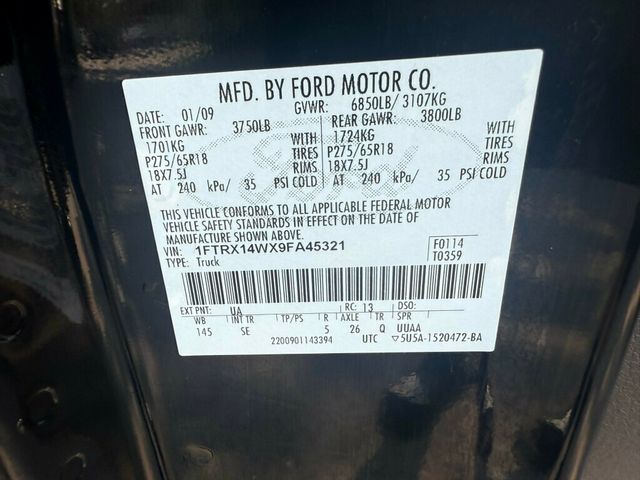 MFD. BY FORD MOTOR CO.
DATE: 01/09 GVWR: 6850LB/ 3107KG
FRONT GAWR: 3750LB REAR GAWR: 3800LB
1701KG WITH 1724KG WITH
P275/65R18 TIRES P275/65R18 TIRES
18X7.5J RIMS 18X7.5J RIMS
AT 240 kPa/ 35 PSI COLD AT 240 kPa/ 35 PSI COLD
THIS VEHICLE CONFORMS TO ALL APPLICABLE FEDERAL MOTOR
VEHICLE SAFETY STANDARDS IN EFFECT ON THE DATE OF
MANUFACTURE SHOWN ABOVE.
VIN: 1FTRX14WX9FA45321 F0114
TYPE: Truck T0359
EXT PNT: UA RC: 13 DSO:
WB INT TR TP/PS R AXLE TR SPR
145 SE 5 26 Q UUAA
2200901143394 UTC ▽5U5A-1520472-BA